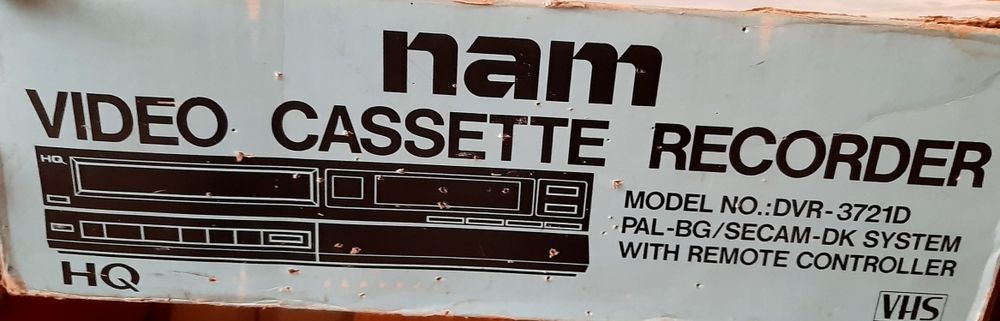 nam
VIDEO CASSETTE RECORDER
HQ
MODEL NO.:DVR-3721D
PAL-BG/SECAM-DK SYSTEM
WITH REMOTE CONTROLLER
HQ
VHS